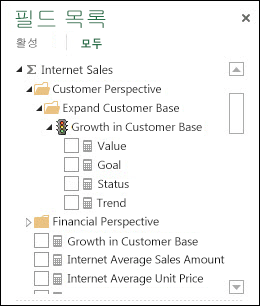 필드 목록
활성 모두
Σ Internet Sales
Customer Perspective
Expand Customer Base
Growth in Customer Base
Value
Goal
Status
Trend
Financial Perspective
Growth in Customer Base
Internet Average Sales Amount
Internet Average Unit Price